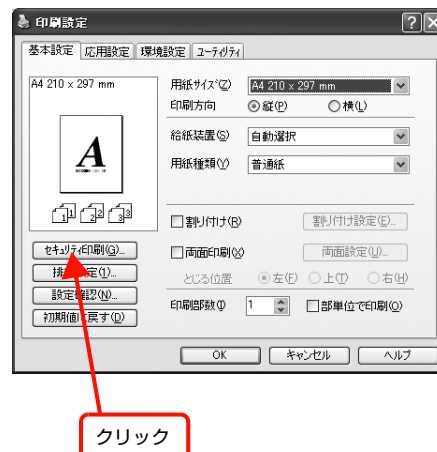 印刷設定
基本設定 応用設定 環境設定 ユーティリティ
A4 210 x 297 mm
用紙サイズ(Z) A4 210 x 297 mm
印刷方向 縦(P) 横(L)
給紙装置(S) 自動選択
用紙種類(Y) 普通紙
A
1 1 2 2 3 3
割り付け(R) 割り付け設定(E)...
セキュリティ印刷(G)...
両面印刷(X) 両面設定(U)...
定(1)...
とじる位置 左(F) 上(T) 右(H)
設定確認(N)...
印刷部数(I) 1 部単位で印刷(O)
初期値に戻す(D)
OK キャンセル ヘルプ
クリック